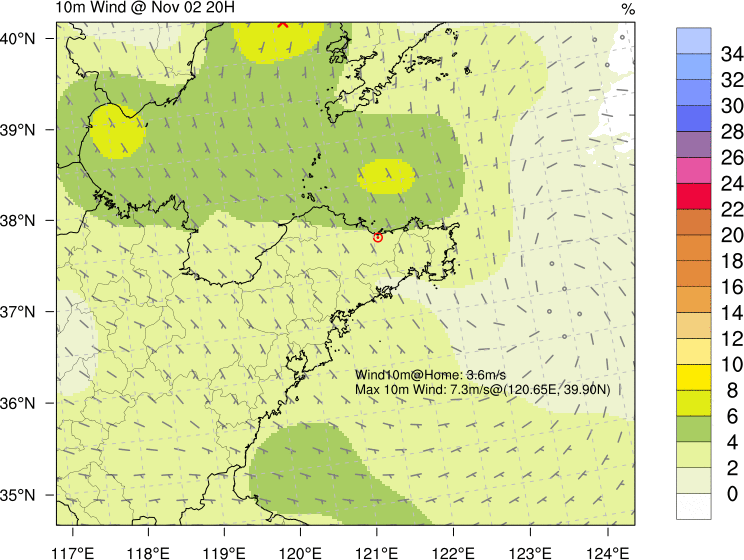 10m Wind @ Nov 02 20H
%
40°N
39°N
38°N
37°N
36°N
35°N
117°E
118°E
119°E
120°E
121°E
122°E
123°E
124°E
Wind10m@Home: 3.6m/s
Max 10m Wind: 7.3m/s@(120.65E, 39.90N)
34
32
30
28
26
24
22
20
18
16
14
12
10
8
6
4
2
0